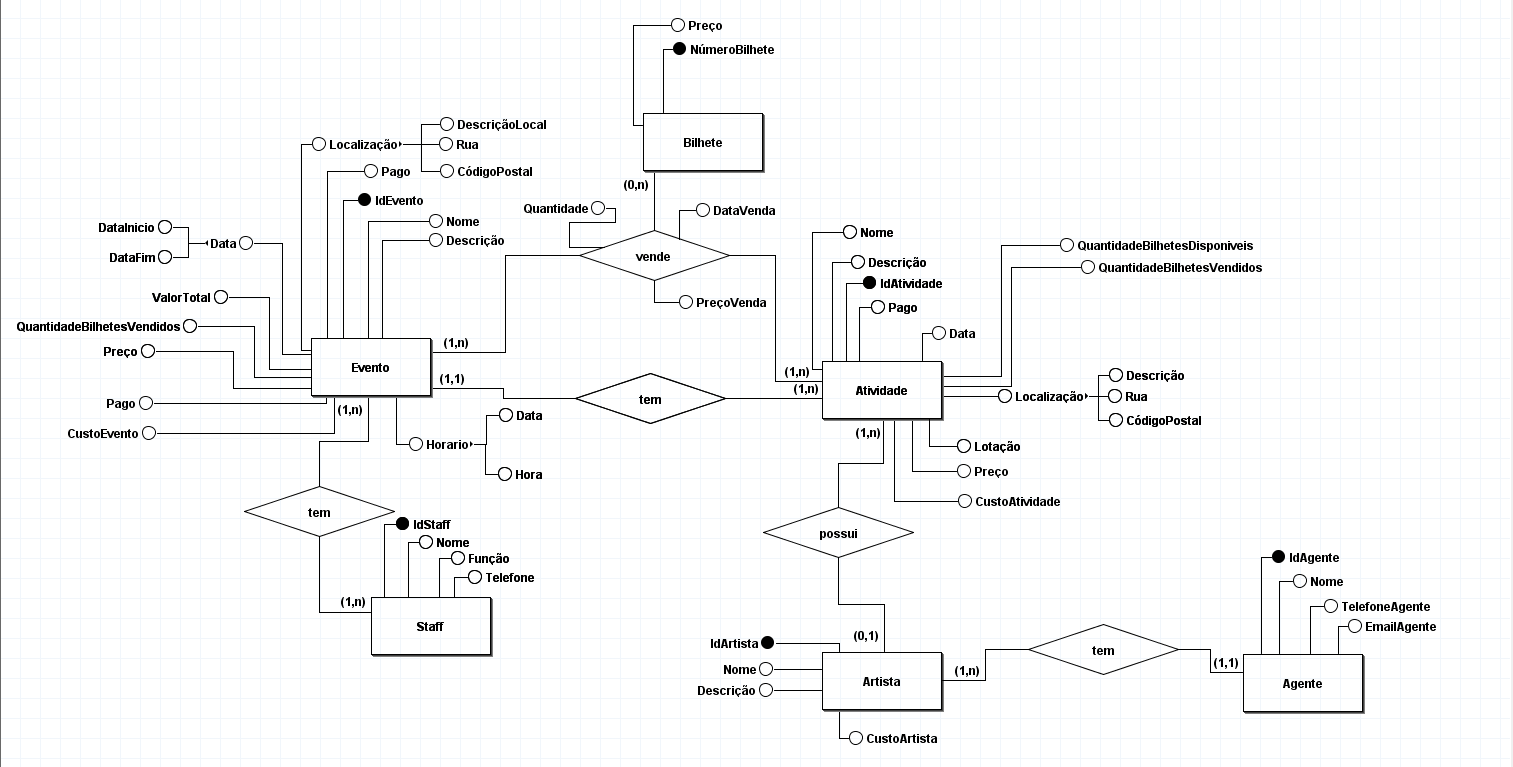 Preço
NúmeroBilhete
Bilhete
(0,n)
DescriçãoLocal
Localização
Rua
CódigoPostal
Pago
IdEvento
Nome
Descrição
DataInicio
Data
DataFim
ValorTotal
QuantidadeBilhetesVendidos
Preço
Pago
CustoEvento
Evento
(1,n)
(1,1)
(1,n)
Quantidade
DataVenda
vende
PreçoVenda
Nome
Descrição
IdAtividade
Pago
Data
QuantidadeBilhetesDisponiveis
QuantidadeBilhetesVendidos
(1,n)
(1,n)
Atividade
tem
Descrição
Localização
Rua
CódigoPostal
(1,n)
Lotação
Preço
CustoAtividade
Data
Horario
Hora
tem
IdStaff
Nome
Função
Telefone
(1,n)
Staff
possui
(0,1)
IdArtista
Nome
Descrição
Artista
(1,n)
CustoArtista
tem
(1,1)
IdAgente
Nome
TelefoneAgente
EmailAgente
Agente